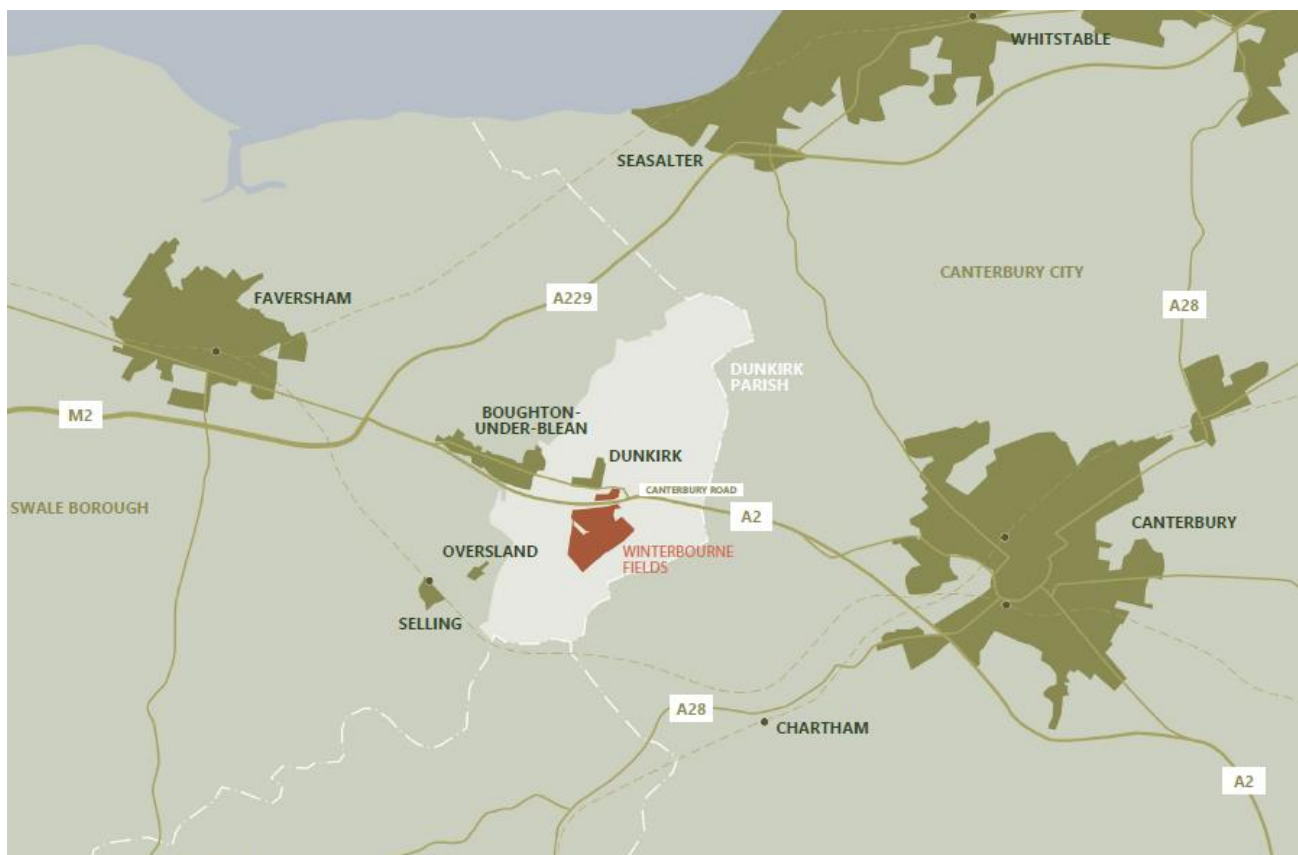 WHITSTABLE
SEASALTER
CANTERBURY CITY
FAVERSHAM
A229
A28
DUNKIRK
PARISH
M2
BOUGHTON-
UNDER-BLEAN
DUNKIRK
CANTERBURY ROAD
SWALE BOROUGH
A2
CANTERBURY
OVERSLAND
WINTERBOURNE
FIELDS
SELLING
A28
CHARTHAM
A2